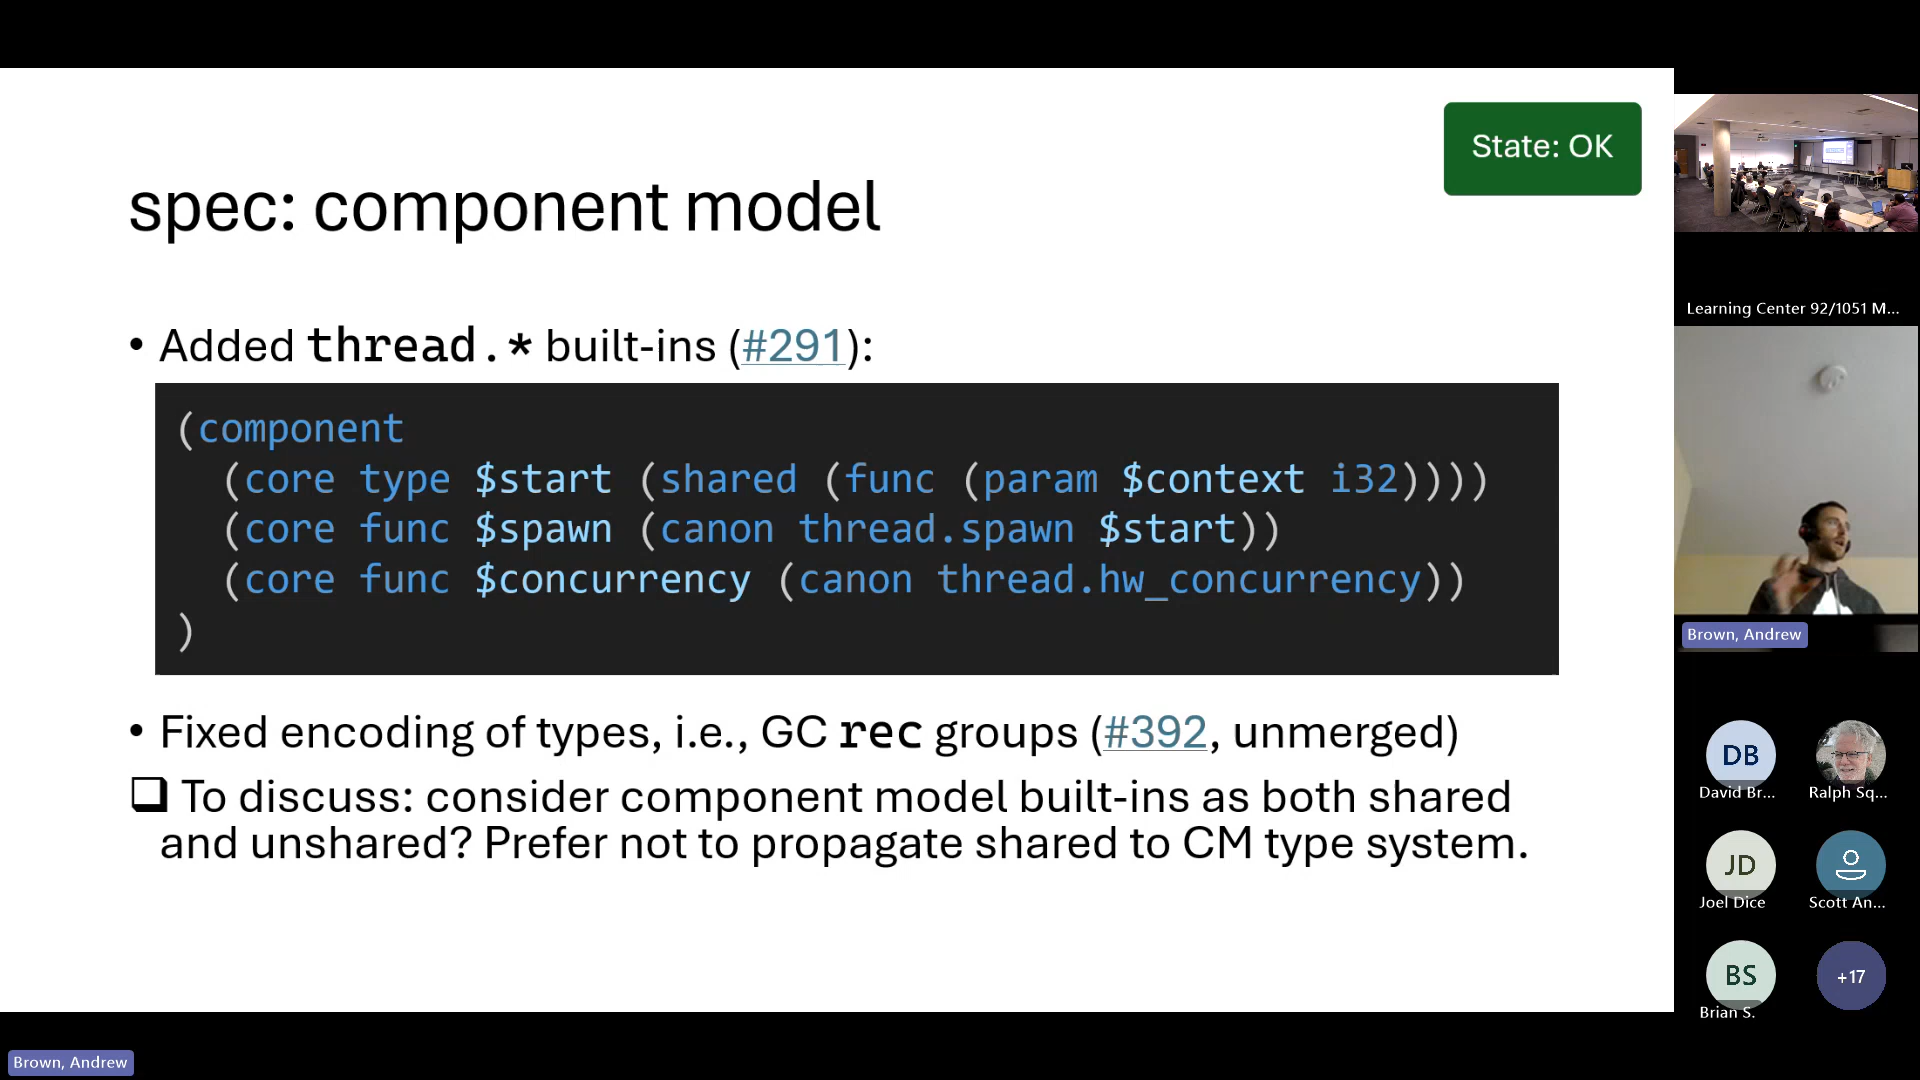 State: OK
spec: component model
• Added thread.* built-ins (#291):
(component
(core type $start (shared (func (param $context i32))))
(core func $spawn (canon thread.spawn $start))
(core func $concurrency (canon thread.hw_concurrency))
)
• Fixed encoding of types, i.e., GC rec groups (#392, unmerged)
❑ To discuss: consider component model built-ins as both shared
and unshared? Prefer not to propagate shared to CM type system.
Learning Center 92/1051 M...
Brown, Andrew
DB
David Br...
Ralph Sq...
JD
Joel Dice
Scott An...
BS
Brian S.
+17
Brown, Andrew